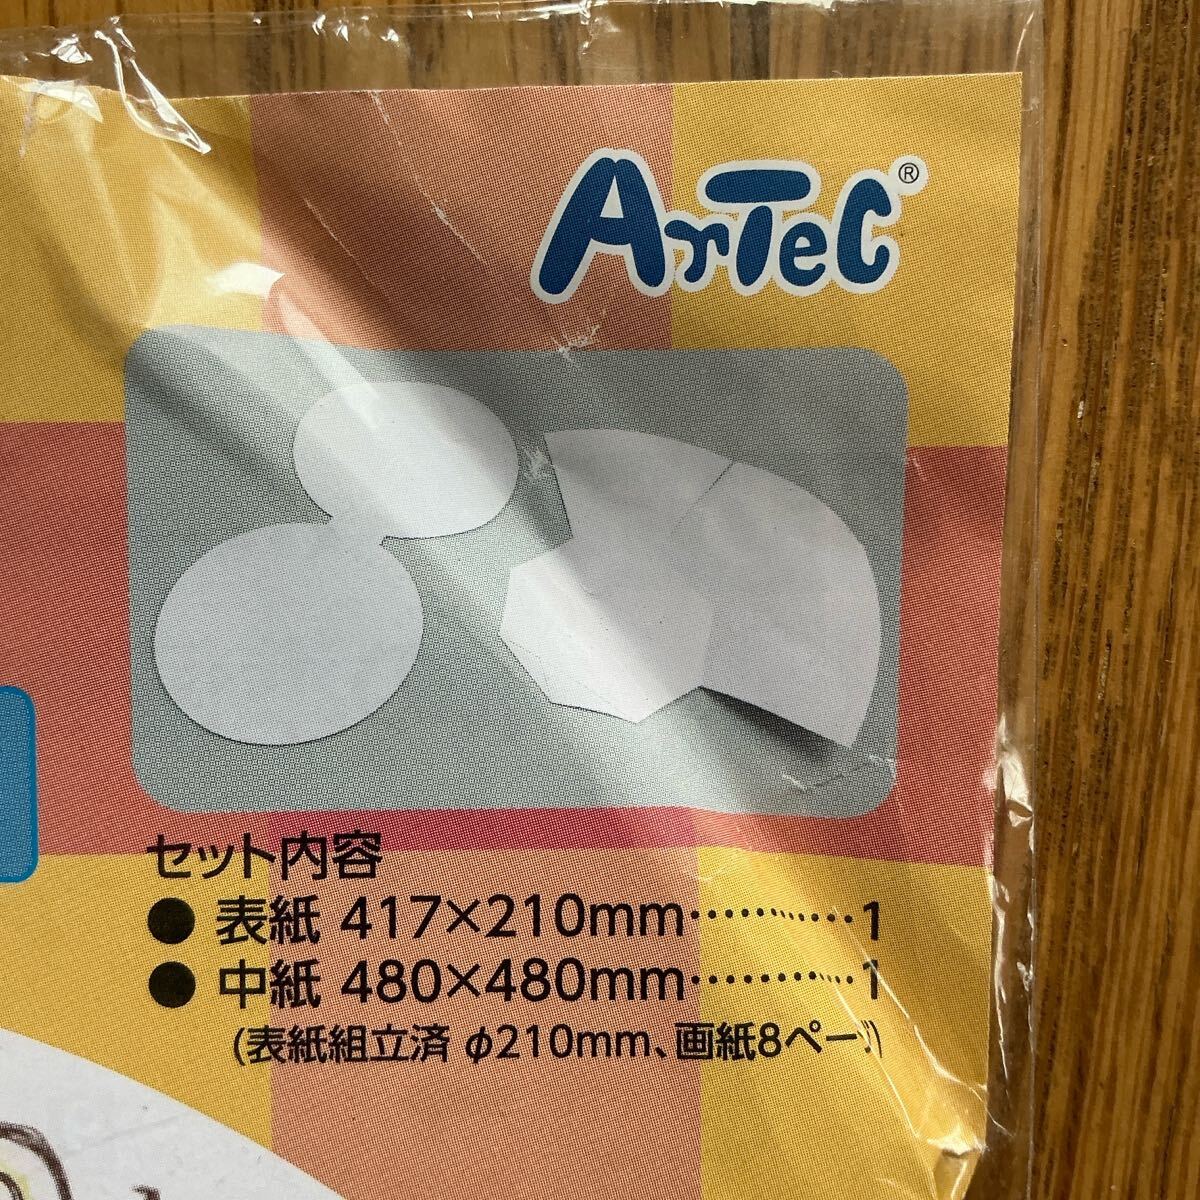 ArTeC®
セット内容
● 表紙 417×210mm…………1
● 中紙 480×480mm…………1
(表紙組立済 φ210mm、画紙8ページ)